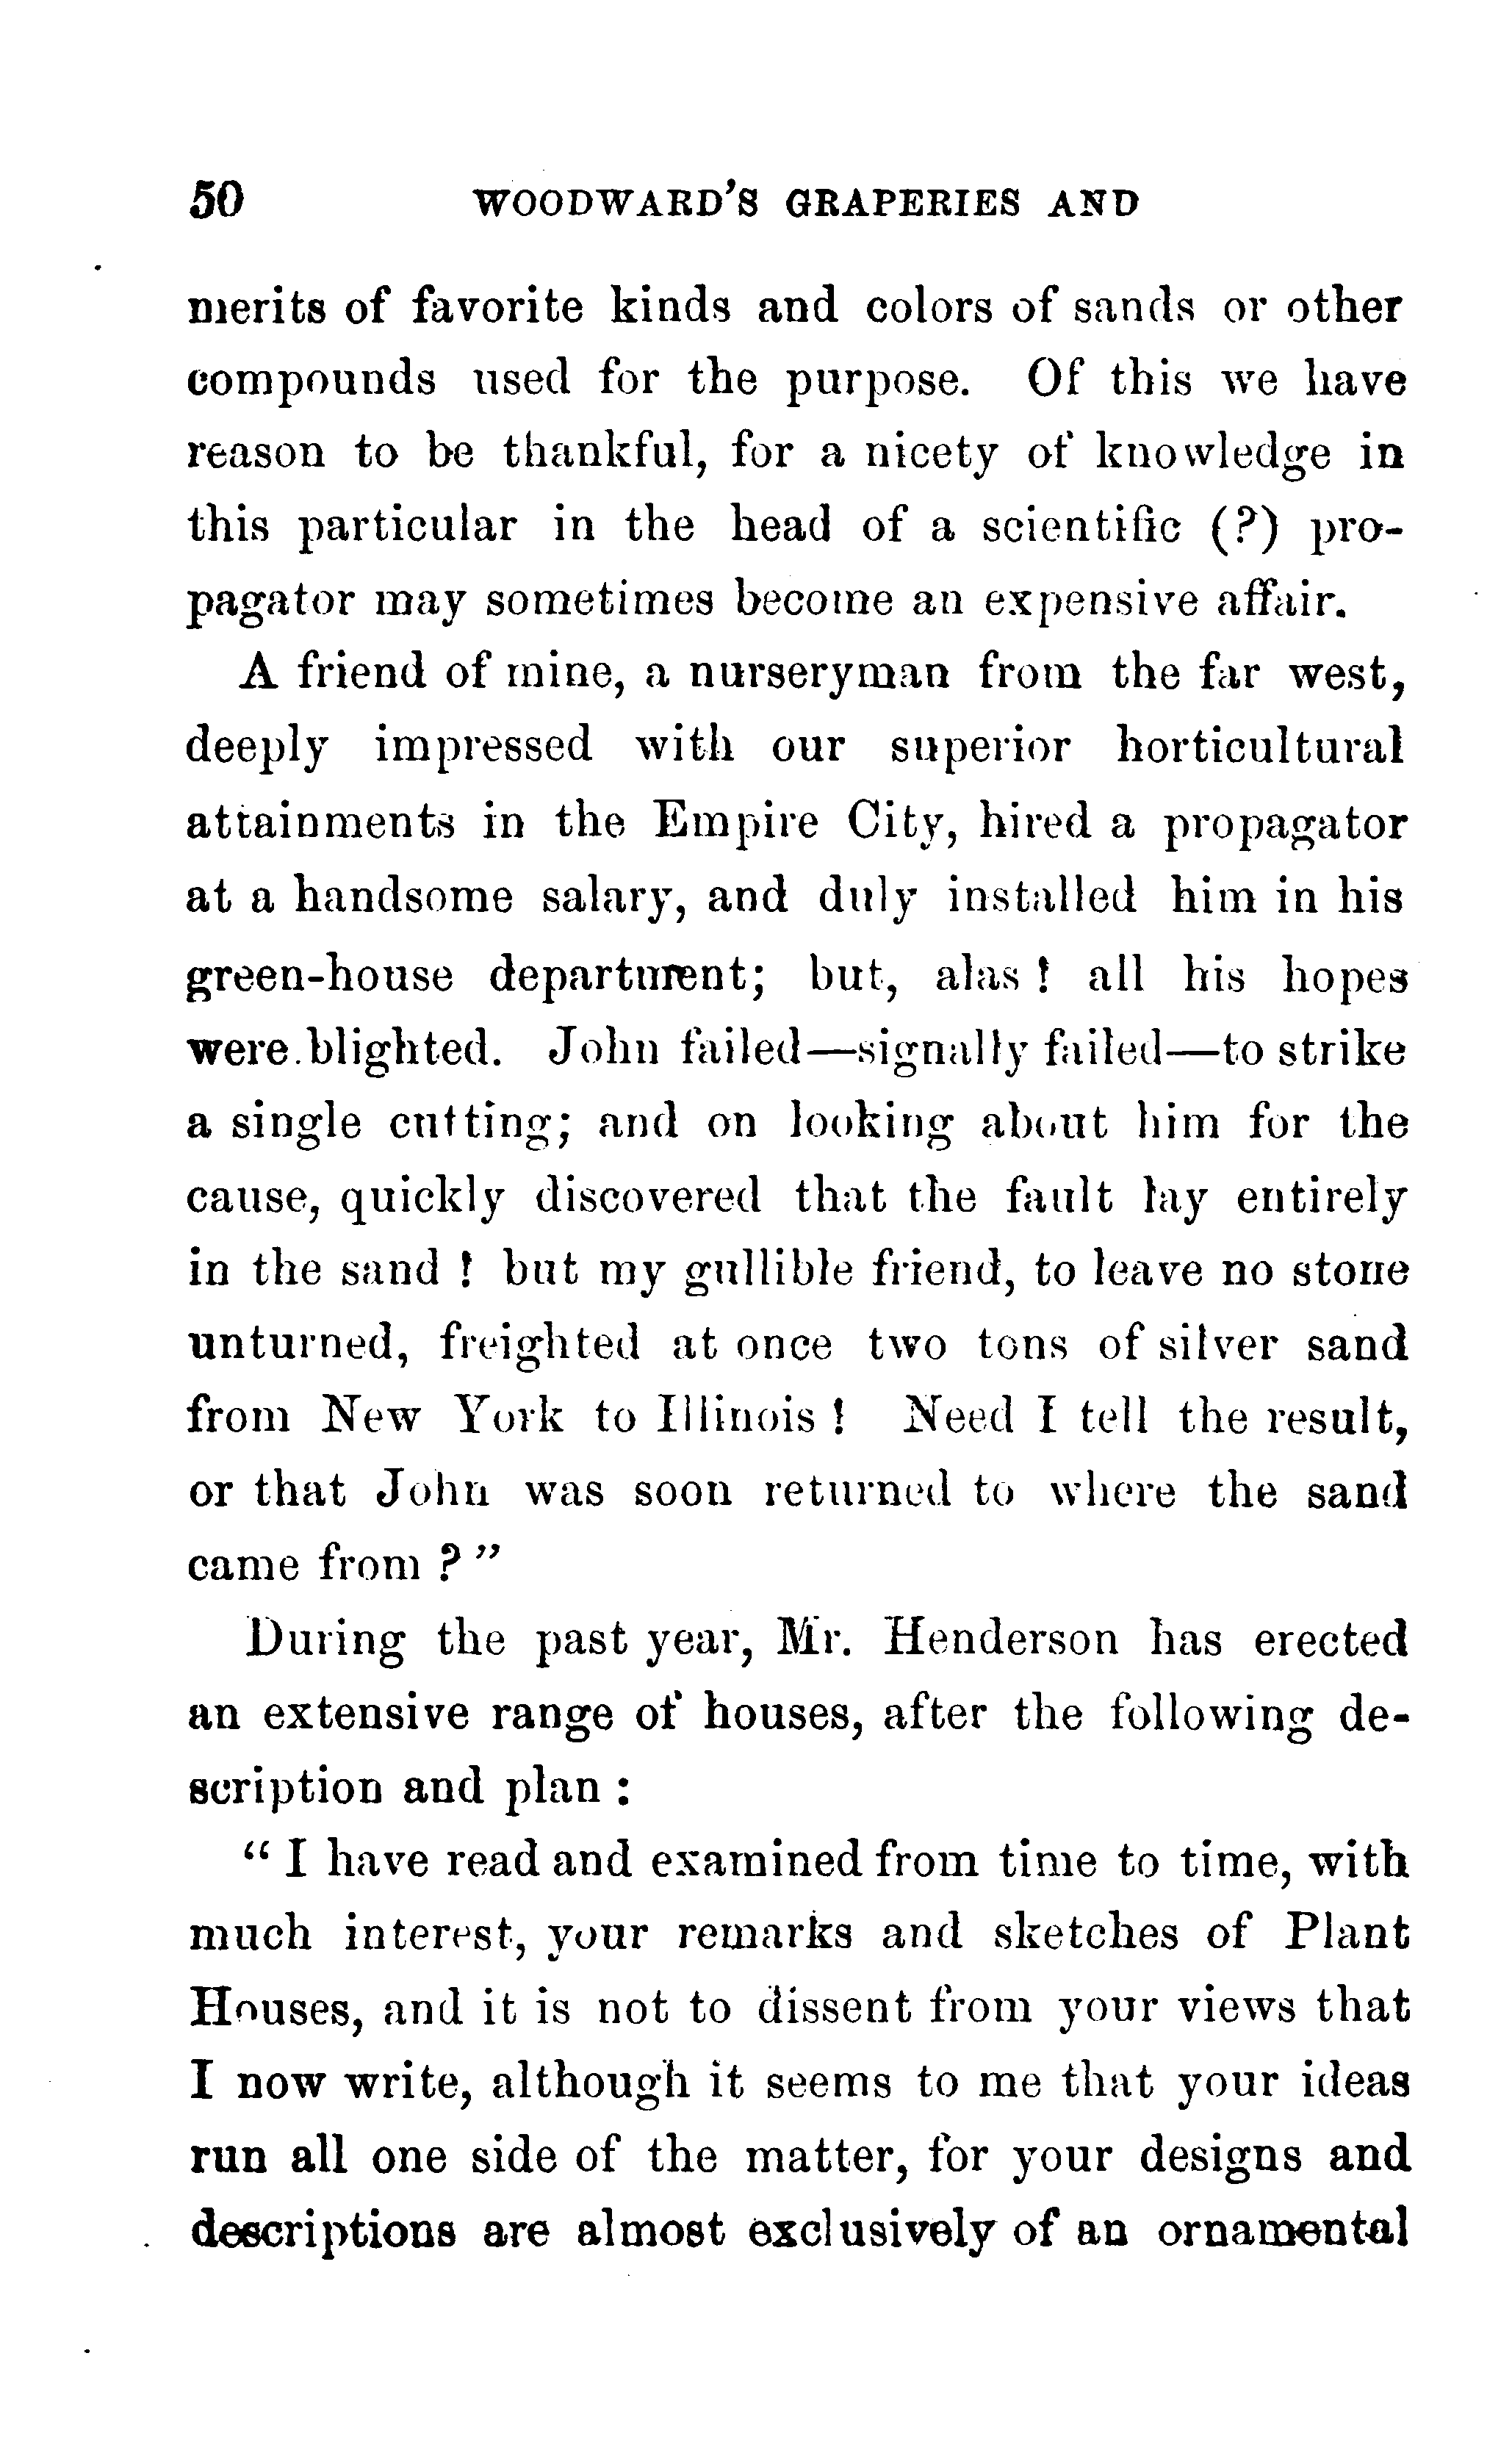 50 WOODWARD'S GRAPERIES AND
merits of favorite kinds and colors of sands or other
compounds used for the purpose. Of this we have
reason to be thankful, for a nicety of knowledge in
this particular in the head of a scientific (?) pro-
pagator may sometimes become an expensive affair.
A friend of mine, a nurseryman from the far west,
deeply impressed with our superior horticultural
attainments in the Empire City, hired a propagator
at a handsome salary, and duly installed him in his
green-house department; but, alas! all his hopes
were blighted. John failed—signally failed—to strike
a single cutting; and on looking about him for the
cause, quickly discovered that the fault lay entirely
in the sand! but my gullible friend, to leave no stone
unturned, freighted at once two tons of silver sand
from New York to Illinois! Need I tell the result,
or that John was soon returned to where the sand
came from?"
During the past year, Mr. Henderson has erected
an extensive range of houses, after the following de-
scription and plan:
"I have read and examined from time to time, with
much interest, your remarks and sketches of Plant
Houses, and it is not to dissent from your views that
I now write, although it seems to me that your ideas
run all one side of the matter, for your designs and
descriptions are almost exclusively of an ornamental